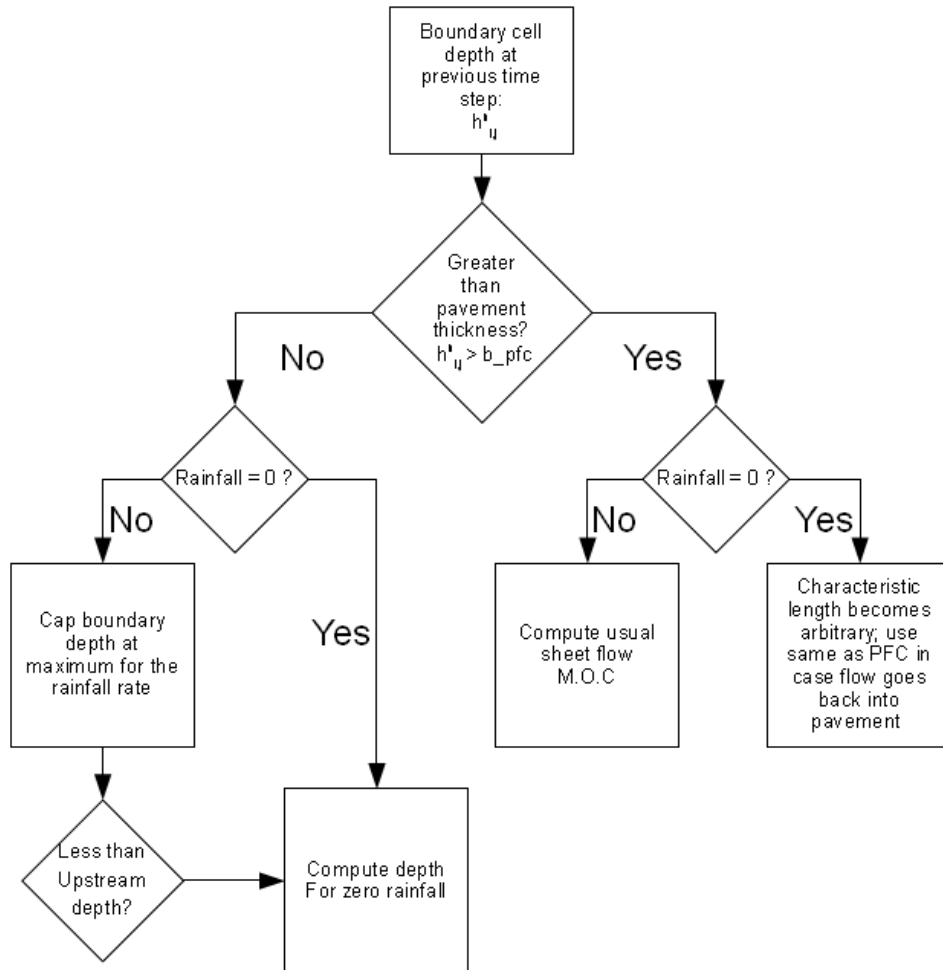 Boundary cell
depth at
previous time
step:
h
Greater
than
pavement
thickness?
h > b_pfc
No
Yes
Rainfall = 0 ?
Rainfall = 0 ?
No
No
Yes
Cap boundary
depth at
maximum for the
rainfall rate
Yes
Compute usual
sheet flow
M.O.C
Characteristic
length becomes
arbitrary; use
same as PFC in
case flow goes
back into
pavement
Less than
Upstream
depth?
Compute depth
For zero rainfall